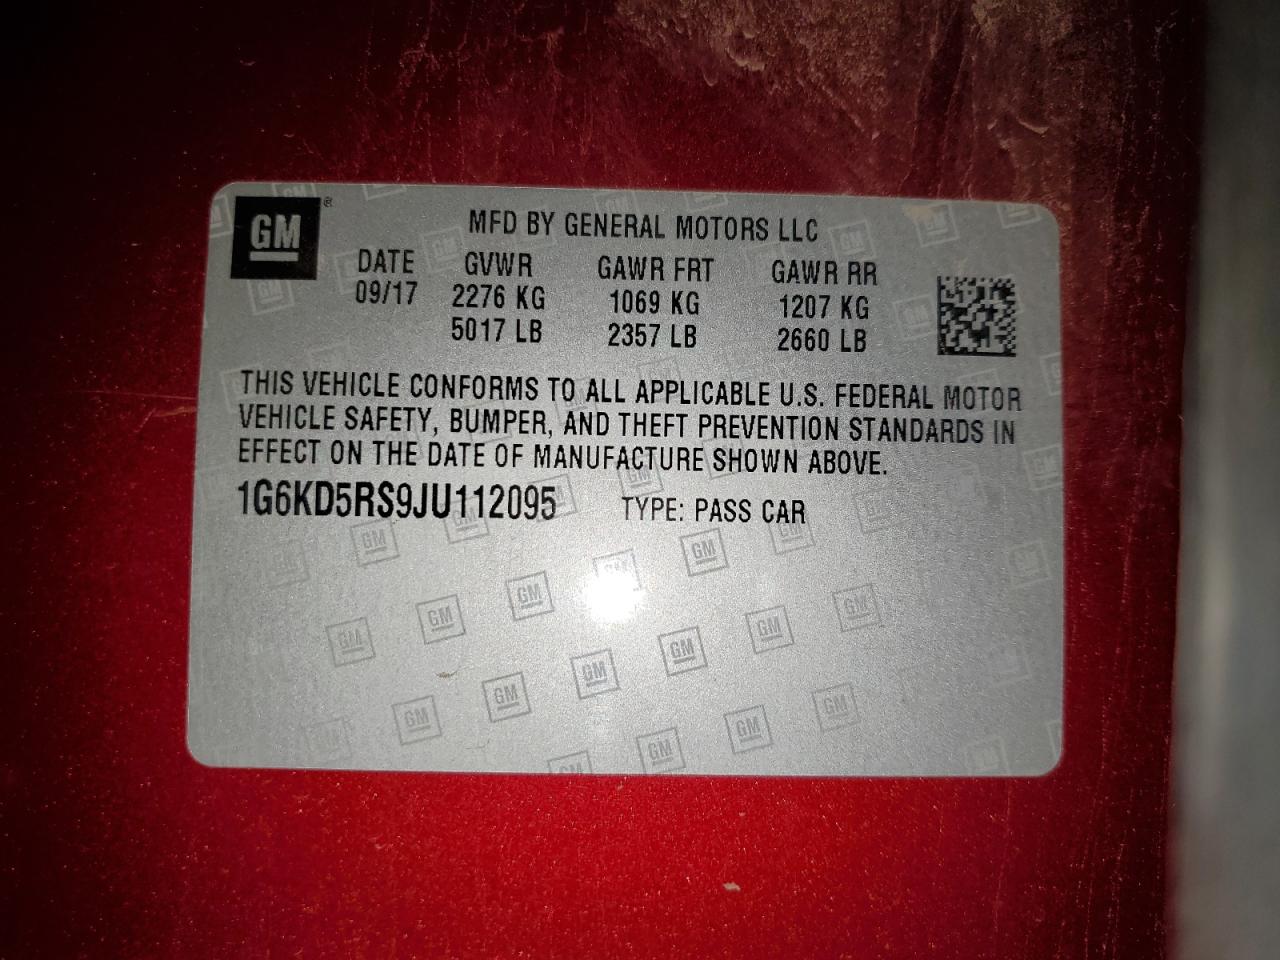 GM ®
MFD BY GENERAL MOTORS LLC
DATE GVWR GAWR FRT GAWR RR
09/17 2276 KG 1069 KG 1207 KG
5017 LB 2357 LB 2660 LB
THIS VEHICLE CONFORMS TO ALL APPLICABLE U.S. FEDERAL MOTOR
VEHICLE SAFETY, BUMPER, AND THEFT PREVENTION STANDARDS IN
EFFECT ON THE DATE OF MANUFACTURE SHOWN ABOVE.
1G6KD5RS9JU112095 TYPE: PASS CAR